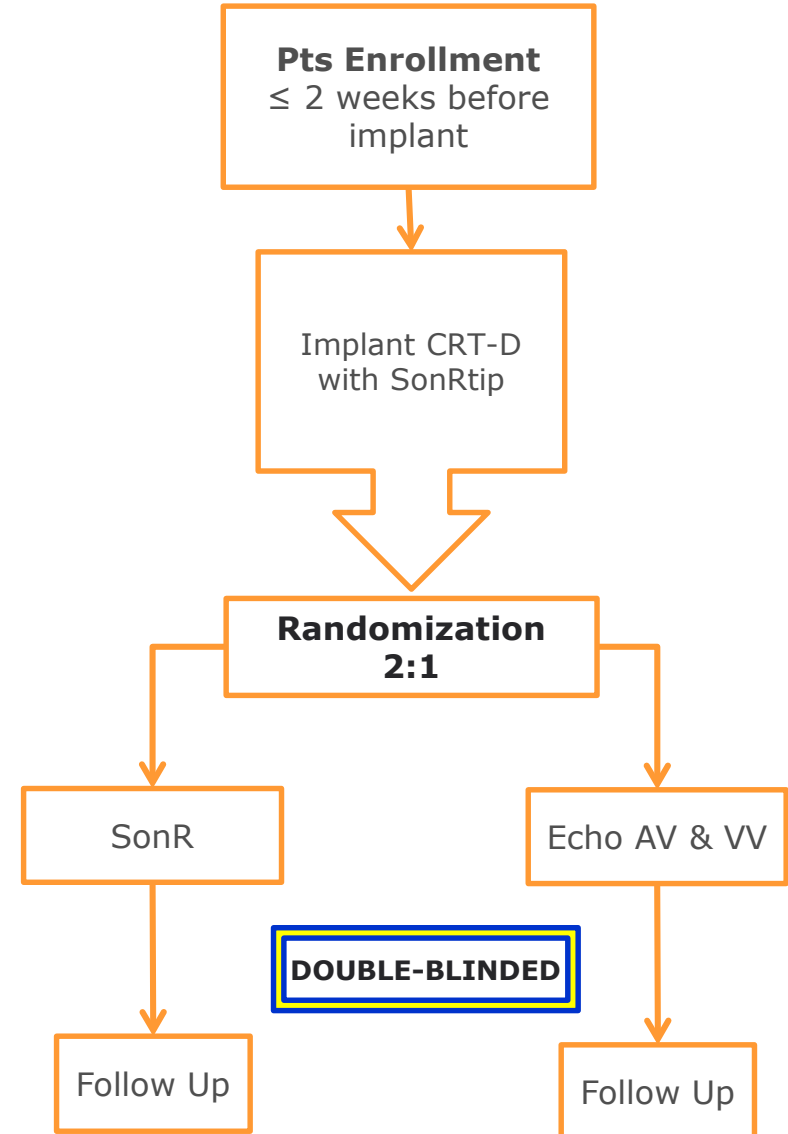 Pts Enrollment
≤ 2 weeks before
implant
Implant CRT-D
with SonRtip
Randomization
2:1
SonR
Echo AV & VV
DOUBLE-BLINDED
Follow Up
Follow Up